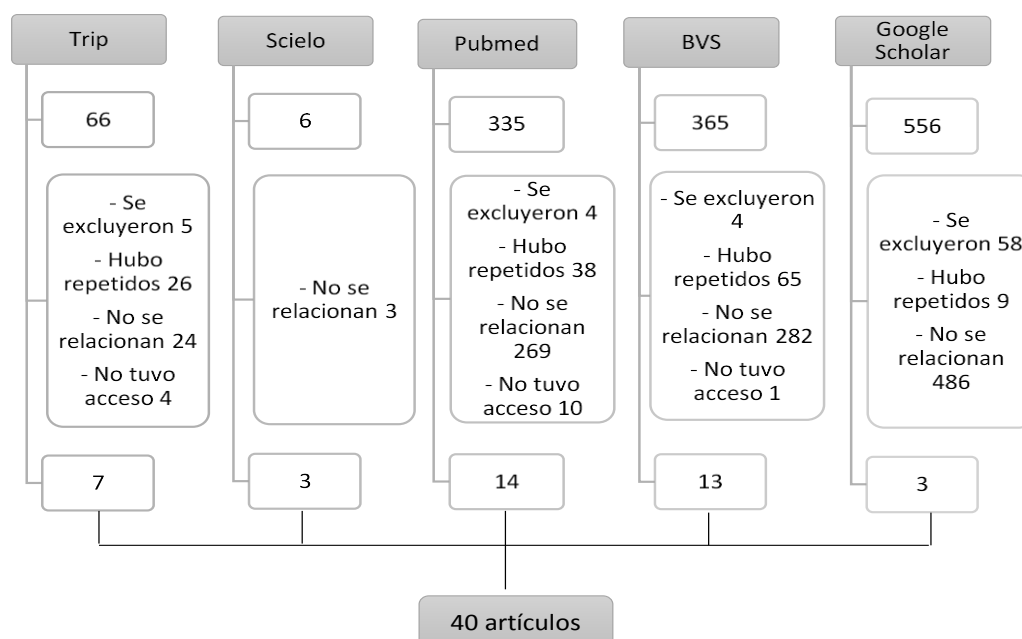 Trip
Scielo
Pubmed
BVS
Google
Scholar
66
6
335
365
556
- Se
excluyeron 5
- Hubo
repetidos 26
- No se
relacionan 24
- No tuvo
acceso 4
- No se
relacionan 3
- Se
excluyeron 4
- Hubo
repetidos 38
- No se
relacionan
269
- No tuvo
acceso 10
- Se excluyeron
4
- Hubo
repetidos 65
- No se
relacionan 282
- No tuvo
acceso 1
- Se
excluyeron 58
- Hubo
repetidos 9
- No se
relacionan
486
7
3
14
13
3
40 artículos